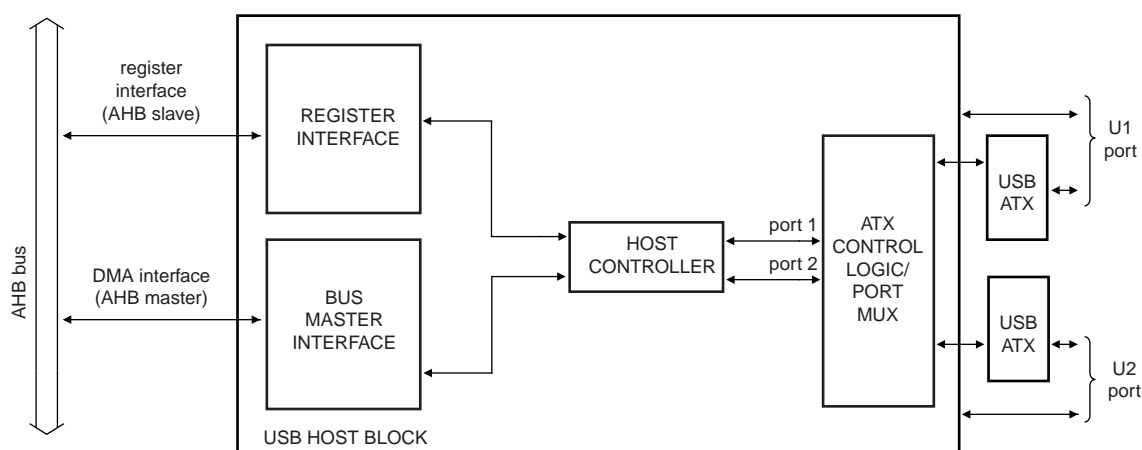 AHB bus
register
interface
(AHB slave)
DMA interface
(AHB master)
REGISTER
INTERFACE
BUS
MASTER
INTERFACE
USB HOST BLOCK
HOST
CONTROLLER
port 1
port 2
ATX
CONTROL
LOGIC/
PORT
MUX
USB
ATX
U1
port
USB
ATX
U2
port